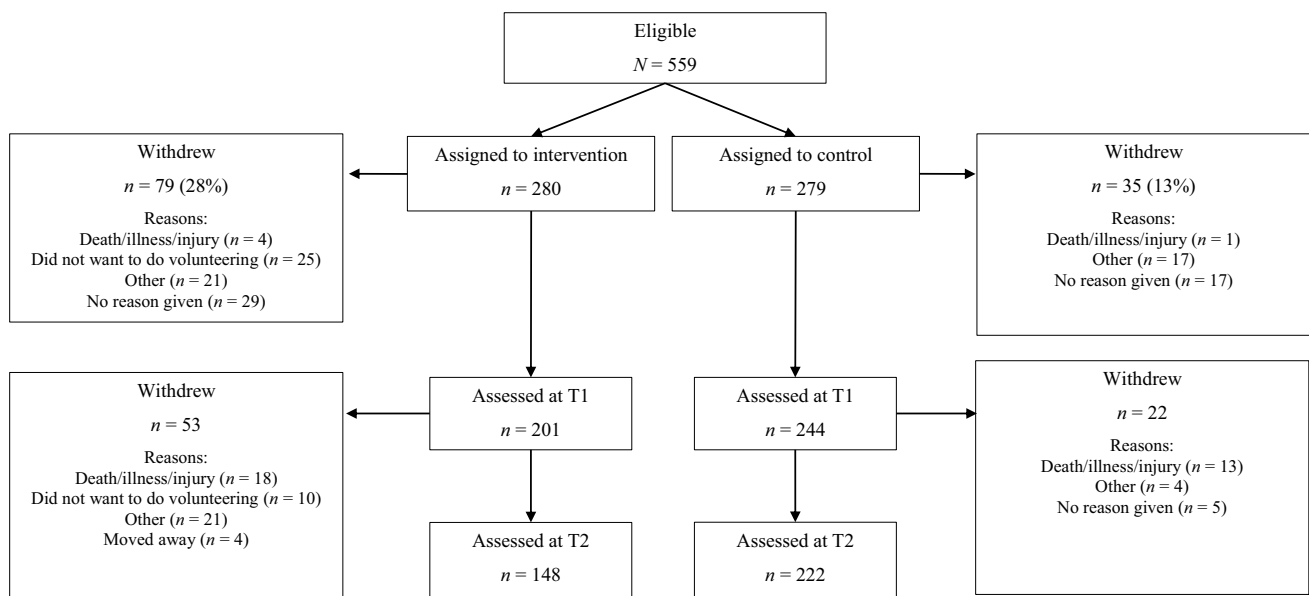 Eligible
N = 559
Withdrew
n = 79 (28%)
Reasons:
Death/illness/injury (n = 4)
Did not want to do volunteering (n = 25)
Other (n = 21)
No reason given (n = 29)
Assigned to intervention
n = 280
Assigned to control
n = 279
Withdrew
n = 35 (13%)
Reasons:
Death/illness/injury (n = 1)
Other (n = 17)
No reason given (n = 17)
Withdrew
n = 53
Reasons:
Death/illness/injury (n = 18)
Did not want to do volunteering (n = 10)
Other (n = 21)
Moved away (n = 4)
Assessed at T1
n = 201
Assessed at T1
n = 244
Withdrew
n = 22
Reasons:
Death/illness/injury (n = 13)
Other (n = 4)
No reason given (n = 5)
Assessed at T2
n = 148
Assessed at T2
n = 222